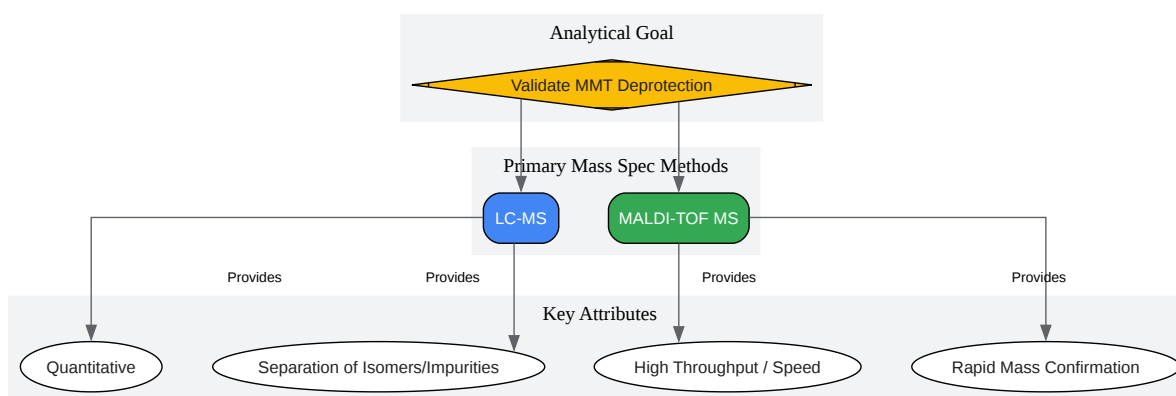 Analytical Goal
Validate MMT Deprotection
Primary Mass Spec Methods
LC-MS
MALDI-TOF MS
Provides
Provides
Provides
Provides
Key Attributes
Quantitative
Separation of Isomers/Impurities
High Throughput / Speed
Rapid Mass Confirmation